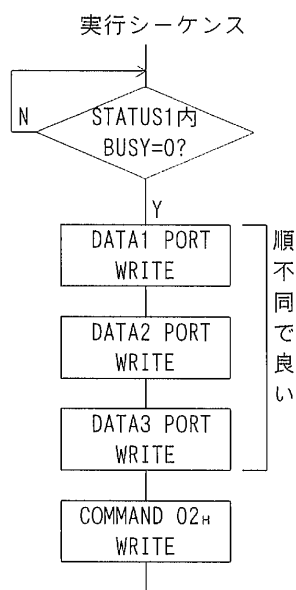 実行シーケンス
N
STATUS1内
BUSY=0?
Y
DATA1 PORT
WRITE
DATA2 PORT
WRITE
DATA3 PORT
WRITE
順不同で良い
COMMAND 02H
WRITE